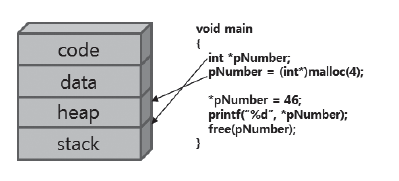 code
data
heap
stack
void main
{
int *pNumber;
pNumber = (int*)malloc(4);
*pNumber = 46;
printf("%d", *pNumber);
free(pNumber);
}